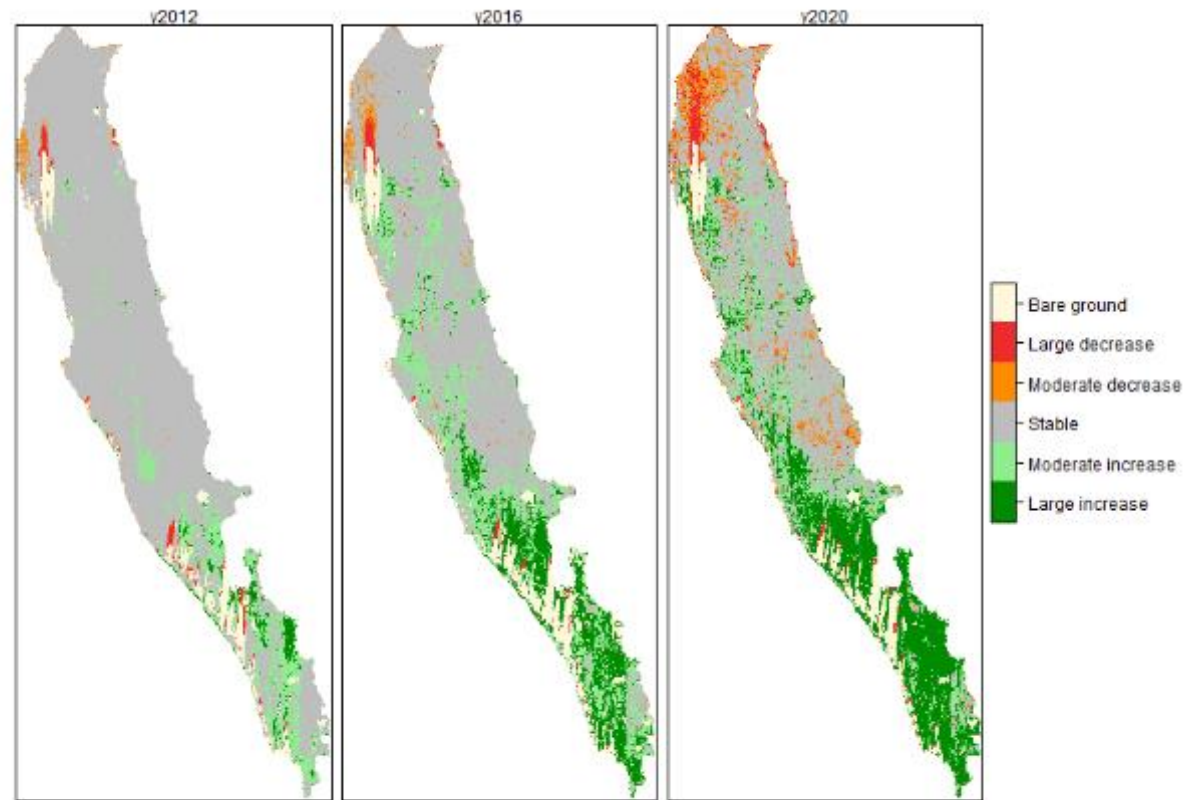 y2012
y2016
y2020
Bare ground
Large decrease
Moderate decrease
Stable
Moderate increase
Large increase